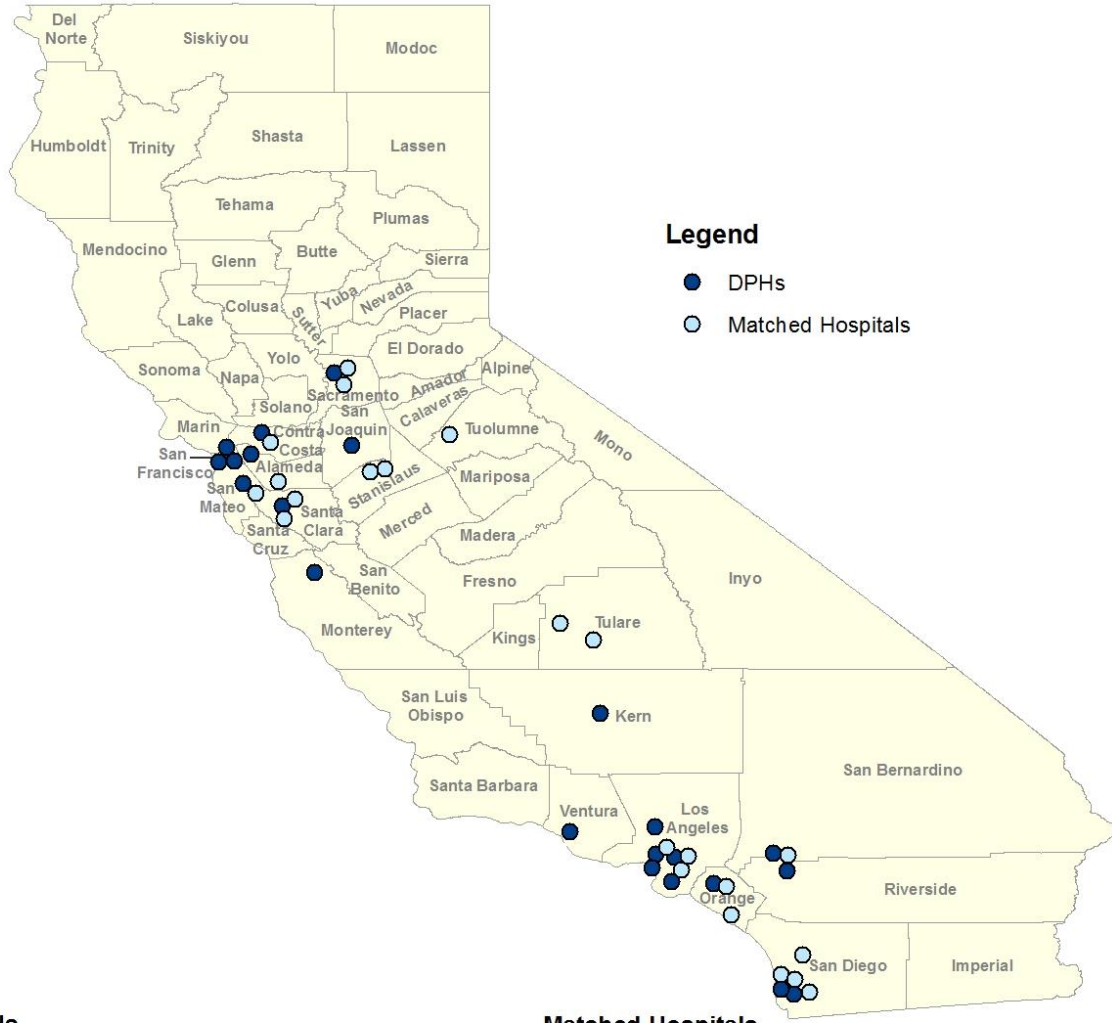 Del
Norte
Siskiyou
Modoc
Humboldt
Trinity
Shasta
Lassen
Tehama
Plumas
Mendocino
Glenn
Butte
Sierra
Legend
DPHs
Matched Hospitals
Lake
Colusa
Sutter
Yuba
Nevada
Placer
Sonoma
Napa
Yolo
El Dorado
Alpine
Sacramento
Amador
Solano
Calaveras
Marin
Contra
Costa
San
Joaquin
Tuolumne
Mono
San
Francisco
Alameda
Stanislaus
Mariposa
San
Mateo
Santa
Clara
Merced
Santa
Cruz
Madera
San
Benito
Fresno
Inyo
Monterey
Kings
Tulare
San Luis
Obispo
Kern
San Bernardino
Santa Barbara
Ventura
Los
Angeles
Orange
Riverside
San Diego
Imperial
Matched Hospitals